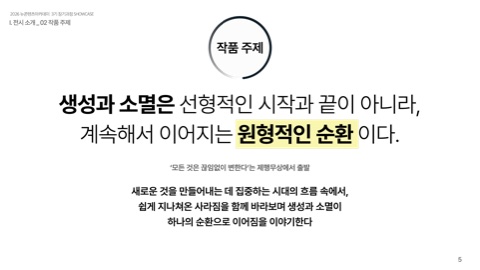 I. 전시 소개 _ 02 작품 주제
작품 주제
생성과 소멸은 선형적인 시작과 끝이 아니라,
계속해서 이어지는 원형적인 순환 이다.
'모든 것은 끊임없이 변한다'는 제행무상에서 출발
새로운 것을 만들어내는 데 집중하는 시대의 흐름 속에서,
쉽게 지나쳐온 사라짐을 함께 바라보며 생성과 소멸이
하나의 순환으로 이어짐을 이야기한다
5